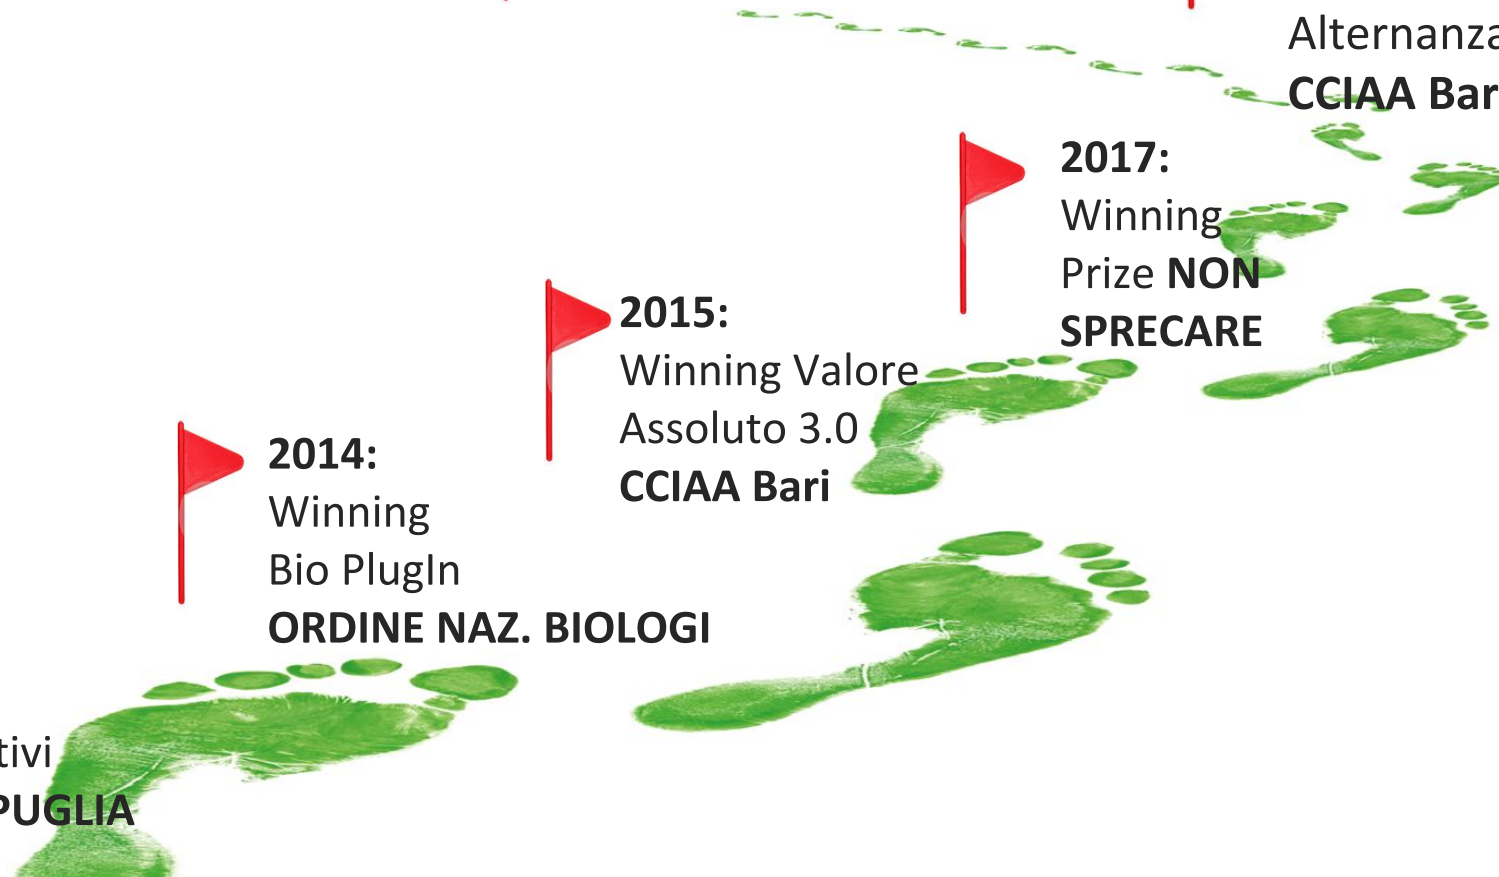 Alternanza
CCIAA Bari
2017:
Winning
Prize NON
SPRECARE
2015:
Winning Valore
Assoluto 3.0
CCIAA Bari
2014:
Winning
Bio PlugIn
ORDINE NAZ. BIOLOGI
tivi
PUGLIA